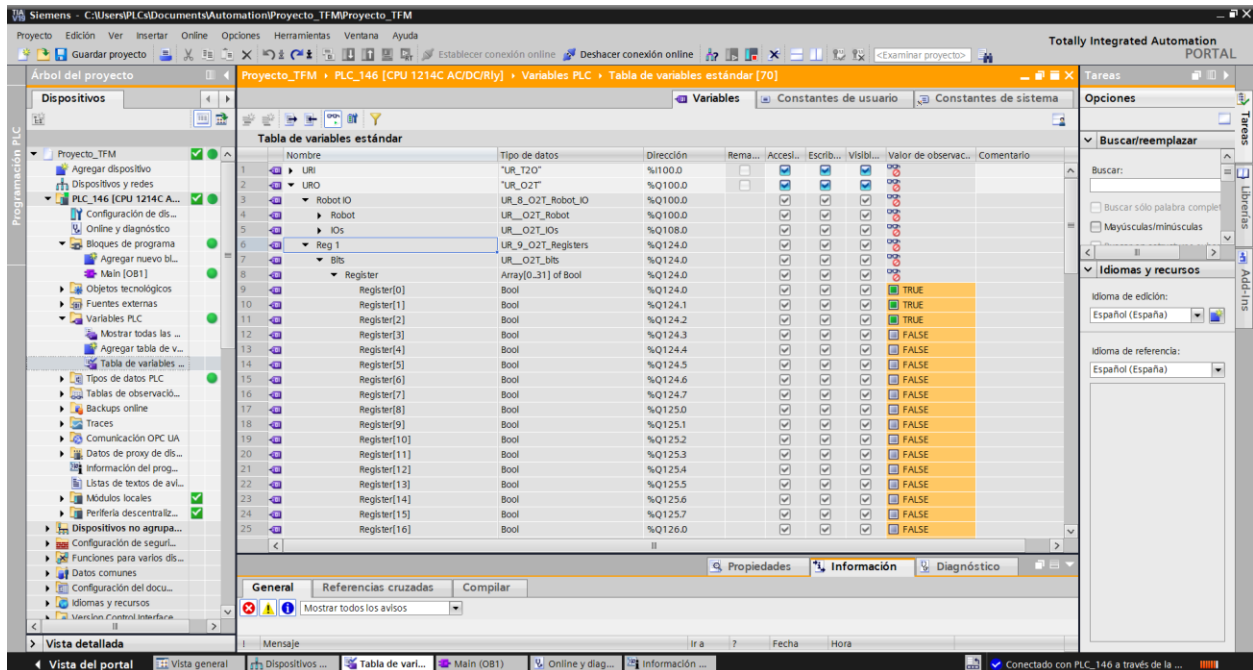 Siemens - C:\Users\PLCs\Documents\Automation\Proyecto_TFM\Proyecto_TFM
Proyecto Edición Ver Insertar Online Opciones Herramientas Ventana Ayuda
Totally Integrated Automation
PORTAL
Guardar proyecto Establecer conexión online Deshacer conexión online <Examinar proyecto>
Árbol del proyecto
Proyecto_TFM PLC_146 [CPU 1214C AC/DC/Rly] Variables PLC Tabla de variables estándar [70]
Tareas
Dispositivos
Variables Constantes de usuario Constantes de sistema
Opciones
Programación PLC
Tabla de variables estándar
Nombre Tipo de datos Dirección Rema... Accesi... Escrib... Visibl... Valor de observac... Comentario
1 URI "UR_T2O" %I100.0
2 URO "UR_O2T" %Q100.0
3 Robot IO UR_8_O2T_Robot_IO %Q100.0
4 Robot UR__O2T_Robot %Q100.0
5 IOs UR__O2T_IOs %Q108.0
6 Reg 1 UR_9_O2T_Registers %Q124.0
7 Bits UR__O2T_bits %Q124.0
8 Register Array[0..31] of Bool %Q124.0
9 Register[0] Bool %Q124.0 TRUE
10 Register[1] Bool %Q124.1 TRUE
11 Register[2] Bool %Q124.2 TRUE
12 Register[3] Bool %Q124.3 FALSE
13 Register[4] Bool %Q124.4 FALSE
14 Register[5] Bool %Q124.5 FALSE
15 Register[6] Bool %Q124.6 FALSE
16 Register[7] Bool %Q124.7 FALSE
17 Register[8] Bool %Q125.0 FALSE
18 Register[9] Bool %Q125.1 FALSE
19 Register[10] Bool %Q125.2 FALSE
20 Register[11] Bool %Q125.3 FALSE
21 Register[12] Bool %Q125.4 FALSE
22 Register[13] Bool %Q125.5 FALSE
23 Register[14] Bool %Q125.6 FALSE
24 Register[15] Bool %Q125.7 FALSE
25 Register[16] Bool %Q126.0 FALSE
Proyecto_TFM
Agregar dispositivo
Dispositivos y redes
PLC_146 [CPU 1214C A...
Configuración de dis...
Online y diagnóstico
Bloques de programa
Agregar nuevo bl...
Main [OB1]
Objetos tecnológicos
Fuentes externas
Variables PLC
Mostrar todas las ...
Agregar tabla de v...
Tabla de variables ...
Tipos de datos PLC
Tablas de observació...
Backups online
Traces
Comunicación OPC UA
Datos de proxy de dis...
Información del prog...
Listas de textos de avi...
Módulos locales
Periferia descentraliz...
Dispositivos no agrupa...
Configuración de seguri...
Funciones para varios dis...
Datos comunes
Configuración del docu...
Idiomas y recursos
Version Control Interface
Buscar/reemplazar
Buscar:
Buscar sólo palabra complet
Mayúsculas/minúsculas
Idiomas y recursos
Idioma de edición:
Español (España)
Idioma de referencia:
Español (España)
Tareas
Librerías
Add-Ins
Propiedades Información Diagnóstico
General Referencias cruzadas Compilar
Mostrar todos los avisos
! Mensaje Ir a ? Fecha Hora
Vista detallada
Vista del portal Vista general Dispositivos ... Tabla de vari... Main (OB1) Online y diag... Información ... Conectado con PLC_146 a través de la ...